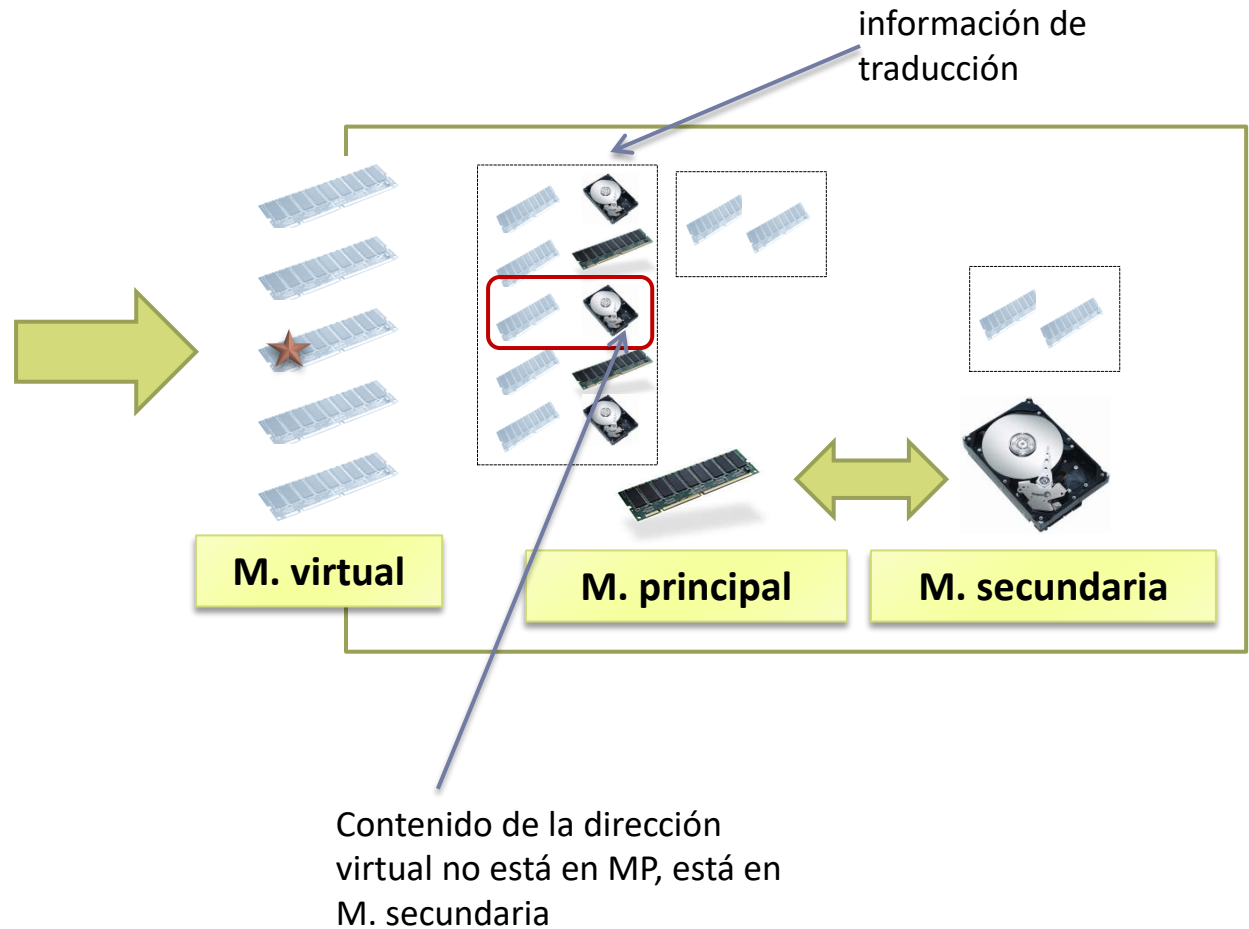 información de
traducción
M. virtual
M. principal
M. secundaria
Contenido de la dirección
virtual no está en MP, está en
M. secundaria